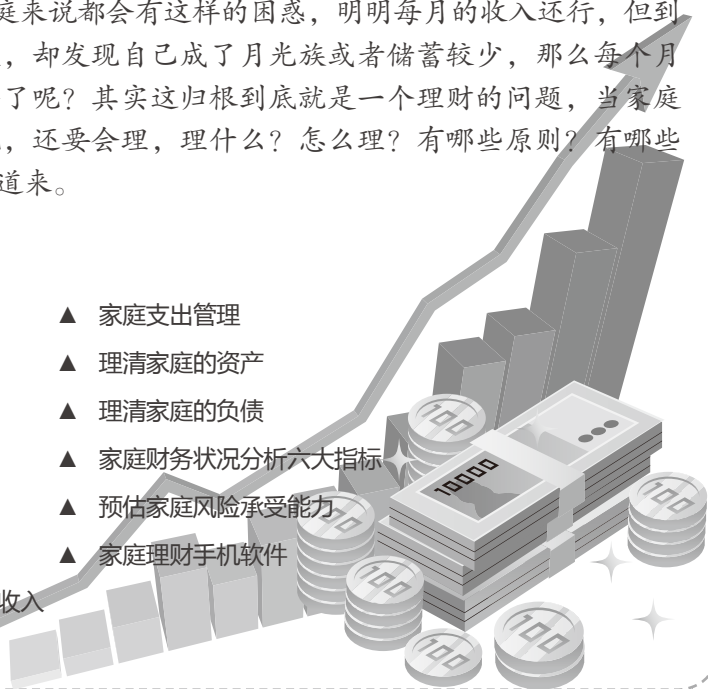 庭来说都会有这样的困惑，明明每月的收入还行，但到
，却发现自己成了月光族或者储蓄较少，那么每个月
了呢？其实这归根到底就是一个理财的问题，当家庭
，还要会理，理什么？怎么理？有哪些原则？有哪些
道来。
▲ 家庭支出管理
▲ 理清家庭的资产
▲ 理清家庭的负债
▲ 家庭财务状况分析六大指标
▲ 预估家庭风险承受能力
▲ 家庭理财手机软件
收入
100
10000
100
100
100
100
100